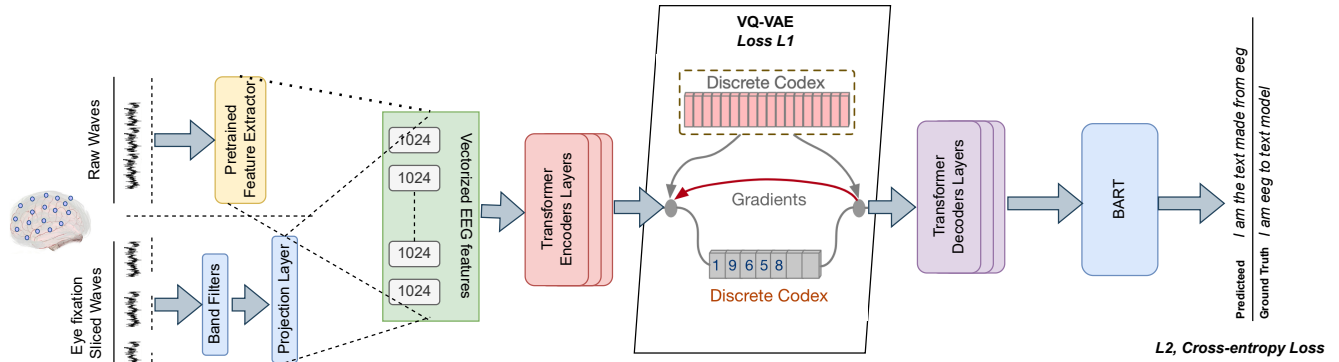 Raw Waves
Eye fixation
Sliced Waves
Pretrained
Feature Extractor
Band Filters
Projection Layer
1024
1024
1024
1024
Vectorized EEG features
Transformer
Encoders Layers
VQ-VAE
Loss L1
Discrete Codex
Gradients
1 9 6 5 8
Discrete Codex
Transformer
Decoders Layers
BART
Predicteed I am the text made from eeg
Ground Truth I am eeg to text model
L2, Cross-entropy Loss